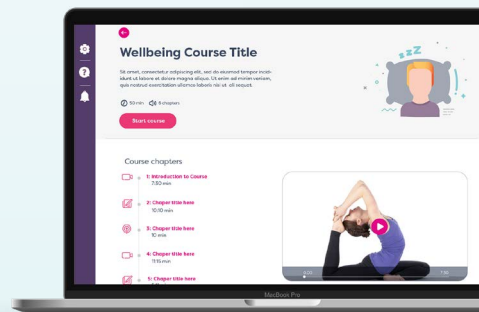 Wellbeing Course Title
Sit amet, consectetur adipiscing elit, sed do eiusmod tempor incidi-
idunt ut labore et dolore magna aliqua. Ut enim ad minim veniam,
quis nostrud exercitation ullamco laboris nisi ut. ali sequat.
50 min 6 chapters
Start course
zzZ
Course chapters
1: Introduction to Course
7:50 min
2: Chaper title here
10:10 min
3: Chaper title here
10 min
4: Chaper title here
11:15 min
5: Chaper title here
0:00 7:50
MacBook Pro